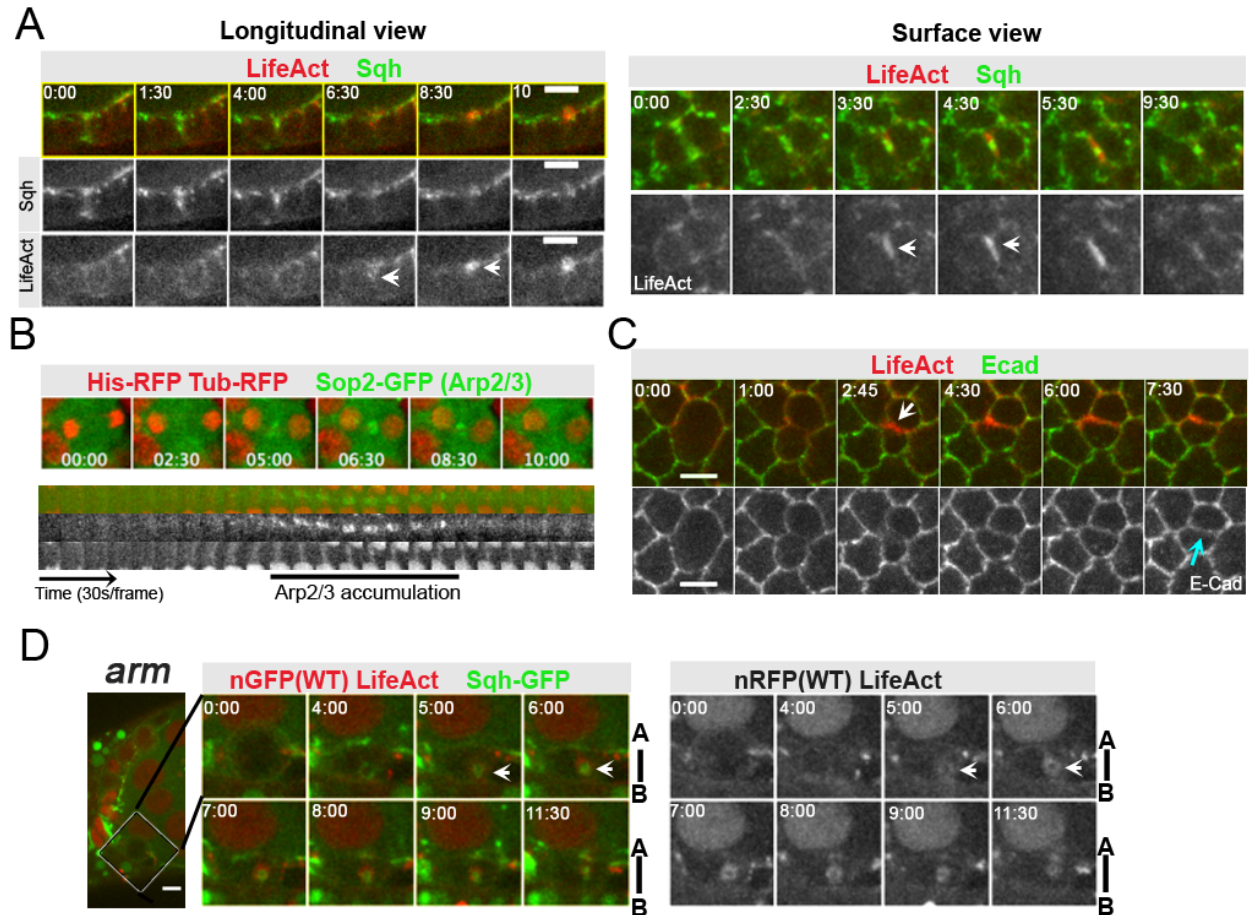 A
Longitudinal view
LifeAct Sqh
0:00 1:30 4:00 6:30 8:30 10
Sqh
LifeAct
Surface view
LifeAct Sqh
0:00 2:30 3:30 4:30 5:30 9:30
LifeAct
B
His-RFP Tub-RFP Sop2-GFP (Arp2/3)
00:00 02:30 05:00 06:30 08:30 10:00
Time (30s/frame)
Arp2/3 accumulation
C
LifeAct Ecad
0:00 1:00 2:45 4:30 6:00 7:30
E-Cad
D
arm
nGFP(WT) LifeAct Sqh-GFP
0:00 4:00 5:00 6:00
A
B
7:00 8:00 9:00 11:30
A
B
nRFP(WT) LifeAct
0:00 4:00 5:00 6:00
A
B
7:00 8:00 9:00 11:30
A
B